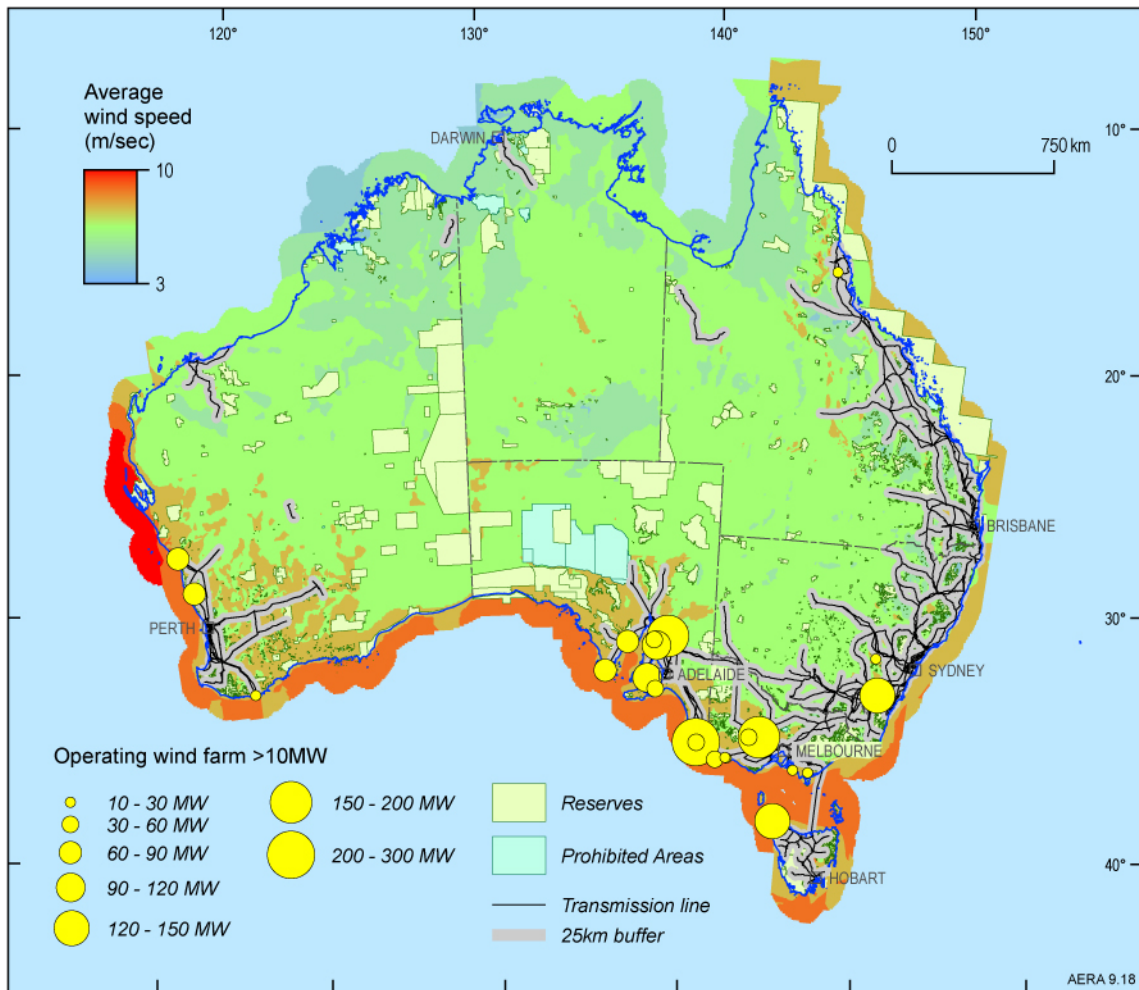 120°
130°
140°
150°
Average
wind speed
(m/sec)
10
3
DARWIN
0
750 km
10°
20°
BRISBANE
30°
PERTH
ADELAIDE
SYDNEY
MELBOURNE
Operating wind farm >10MW
10 - 30 MW
30 - 60 MW
60 - 90 MW
90 - 120 MW
120 - 150 MW
150 - 200 MW
200 - 300 MW
Reserves
Prohibited Areas
Transmission line
25km buffer
HOBART
40°
AERA 9.18